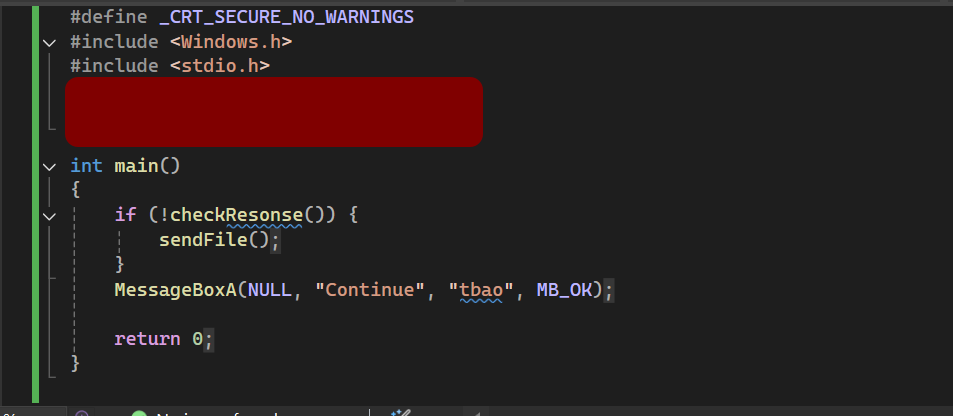 #define _CRT_SECURE_NO_WARNINGS
#include <Windows.h>
#include <stdio.h>
int main()
{
if (!checkResonse()) {
sendFile();
}
MessageBoxA(NULL, "Continue", "tbao", MB_OK);
return 0;
}